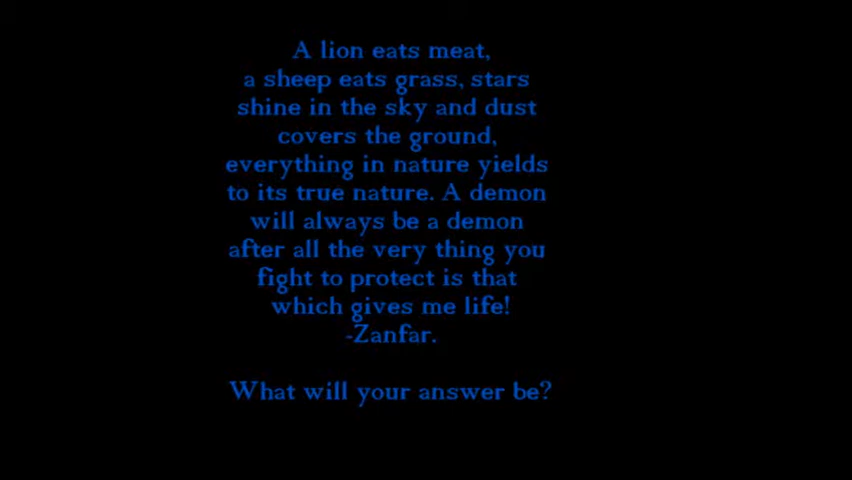 A lion eats meat,
a sheep eats grass, stars
shine in the sky and dust
covers the ground,
everything in nature yields
to its true nature. A demon
will always be a demon
after all the very thing you
fight to protect is that
which gives me life!
-Zanfar.
What will your answer be?